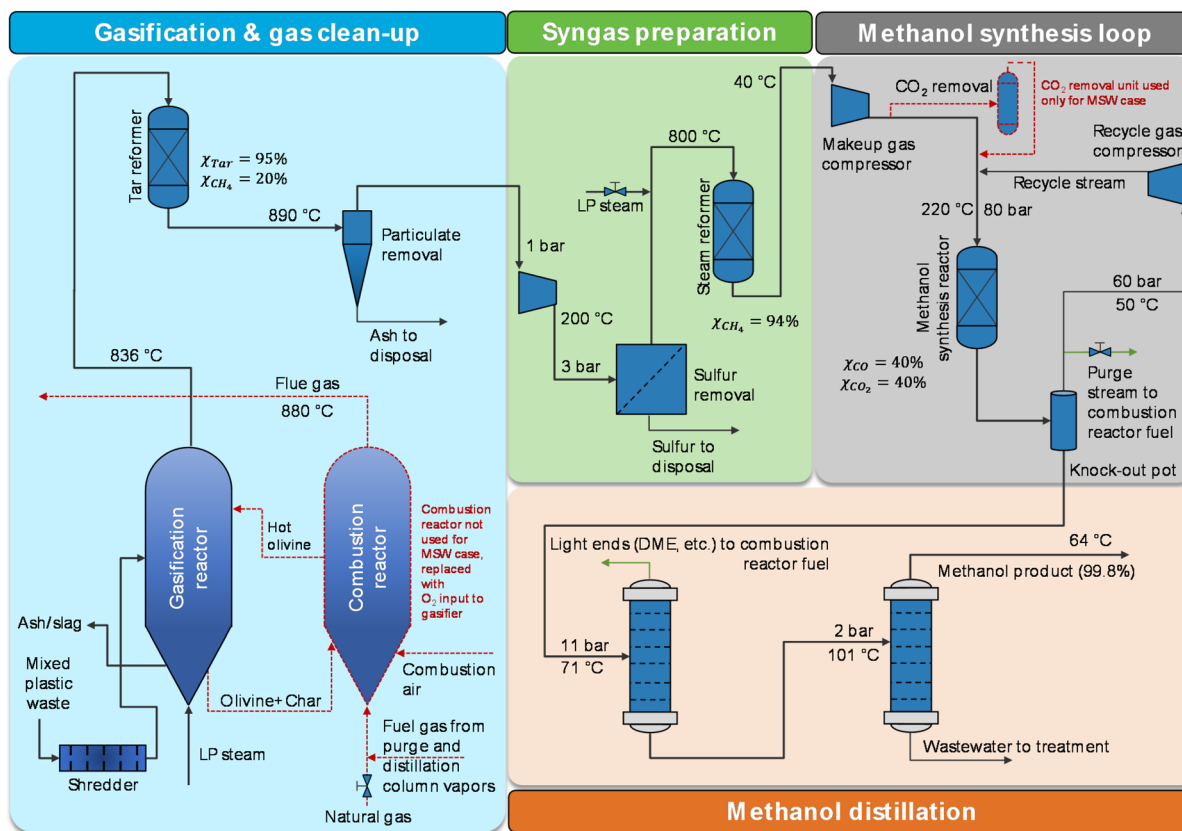 Gasification & gas clean-up
Syngas preparation
Methanol synthesis loop
Tar reformer
χ_Tar = 95%
χ_CH₄ = 20%
890 °C
Particulate
removal
Ash to
disposal
836 °C
Flue gas
880 °C
Gasification
reactor
Hot
olivine
Combustion
reactor
Combustion
reactor not
used for
MSW case,
replaced
with
O₂ input to
gasifier
Ash/slag
Mixed
plastic
waste
Shredder
LP steam
Olivine+ Char
Combustion
air
Fuel gas from
purge and
distillation
column vapors
Natural gas
1 bar
200 °C
3 bar
LP steam
800 °C
Steam reformer
χ_CH₄ = 94%
Sulfur
removal
Sulfur to
disposal
40 °C
CO₂ removal
CO₂ removal unit used
only for MSW case
Makeup gas
compressor
Recycle gas
compressor
Recycle stream
220 °C
80 bar
Methanol
synthesis reactor
χ_CO = 40%
χ_CO₂ = 40%
60 bar
50 °C
Purge
stream to
combustion
reactor fuel
Knock-out pot
Light ends (DME, etc.) to combustion
reactor fuel
11 bar
71 °C
2 bar
101 °C
64 °C
Methanol product (99.8%)
Wastewater to treatment
Methanol distillation